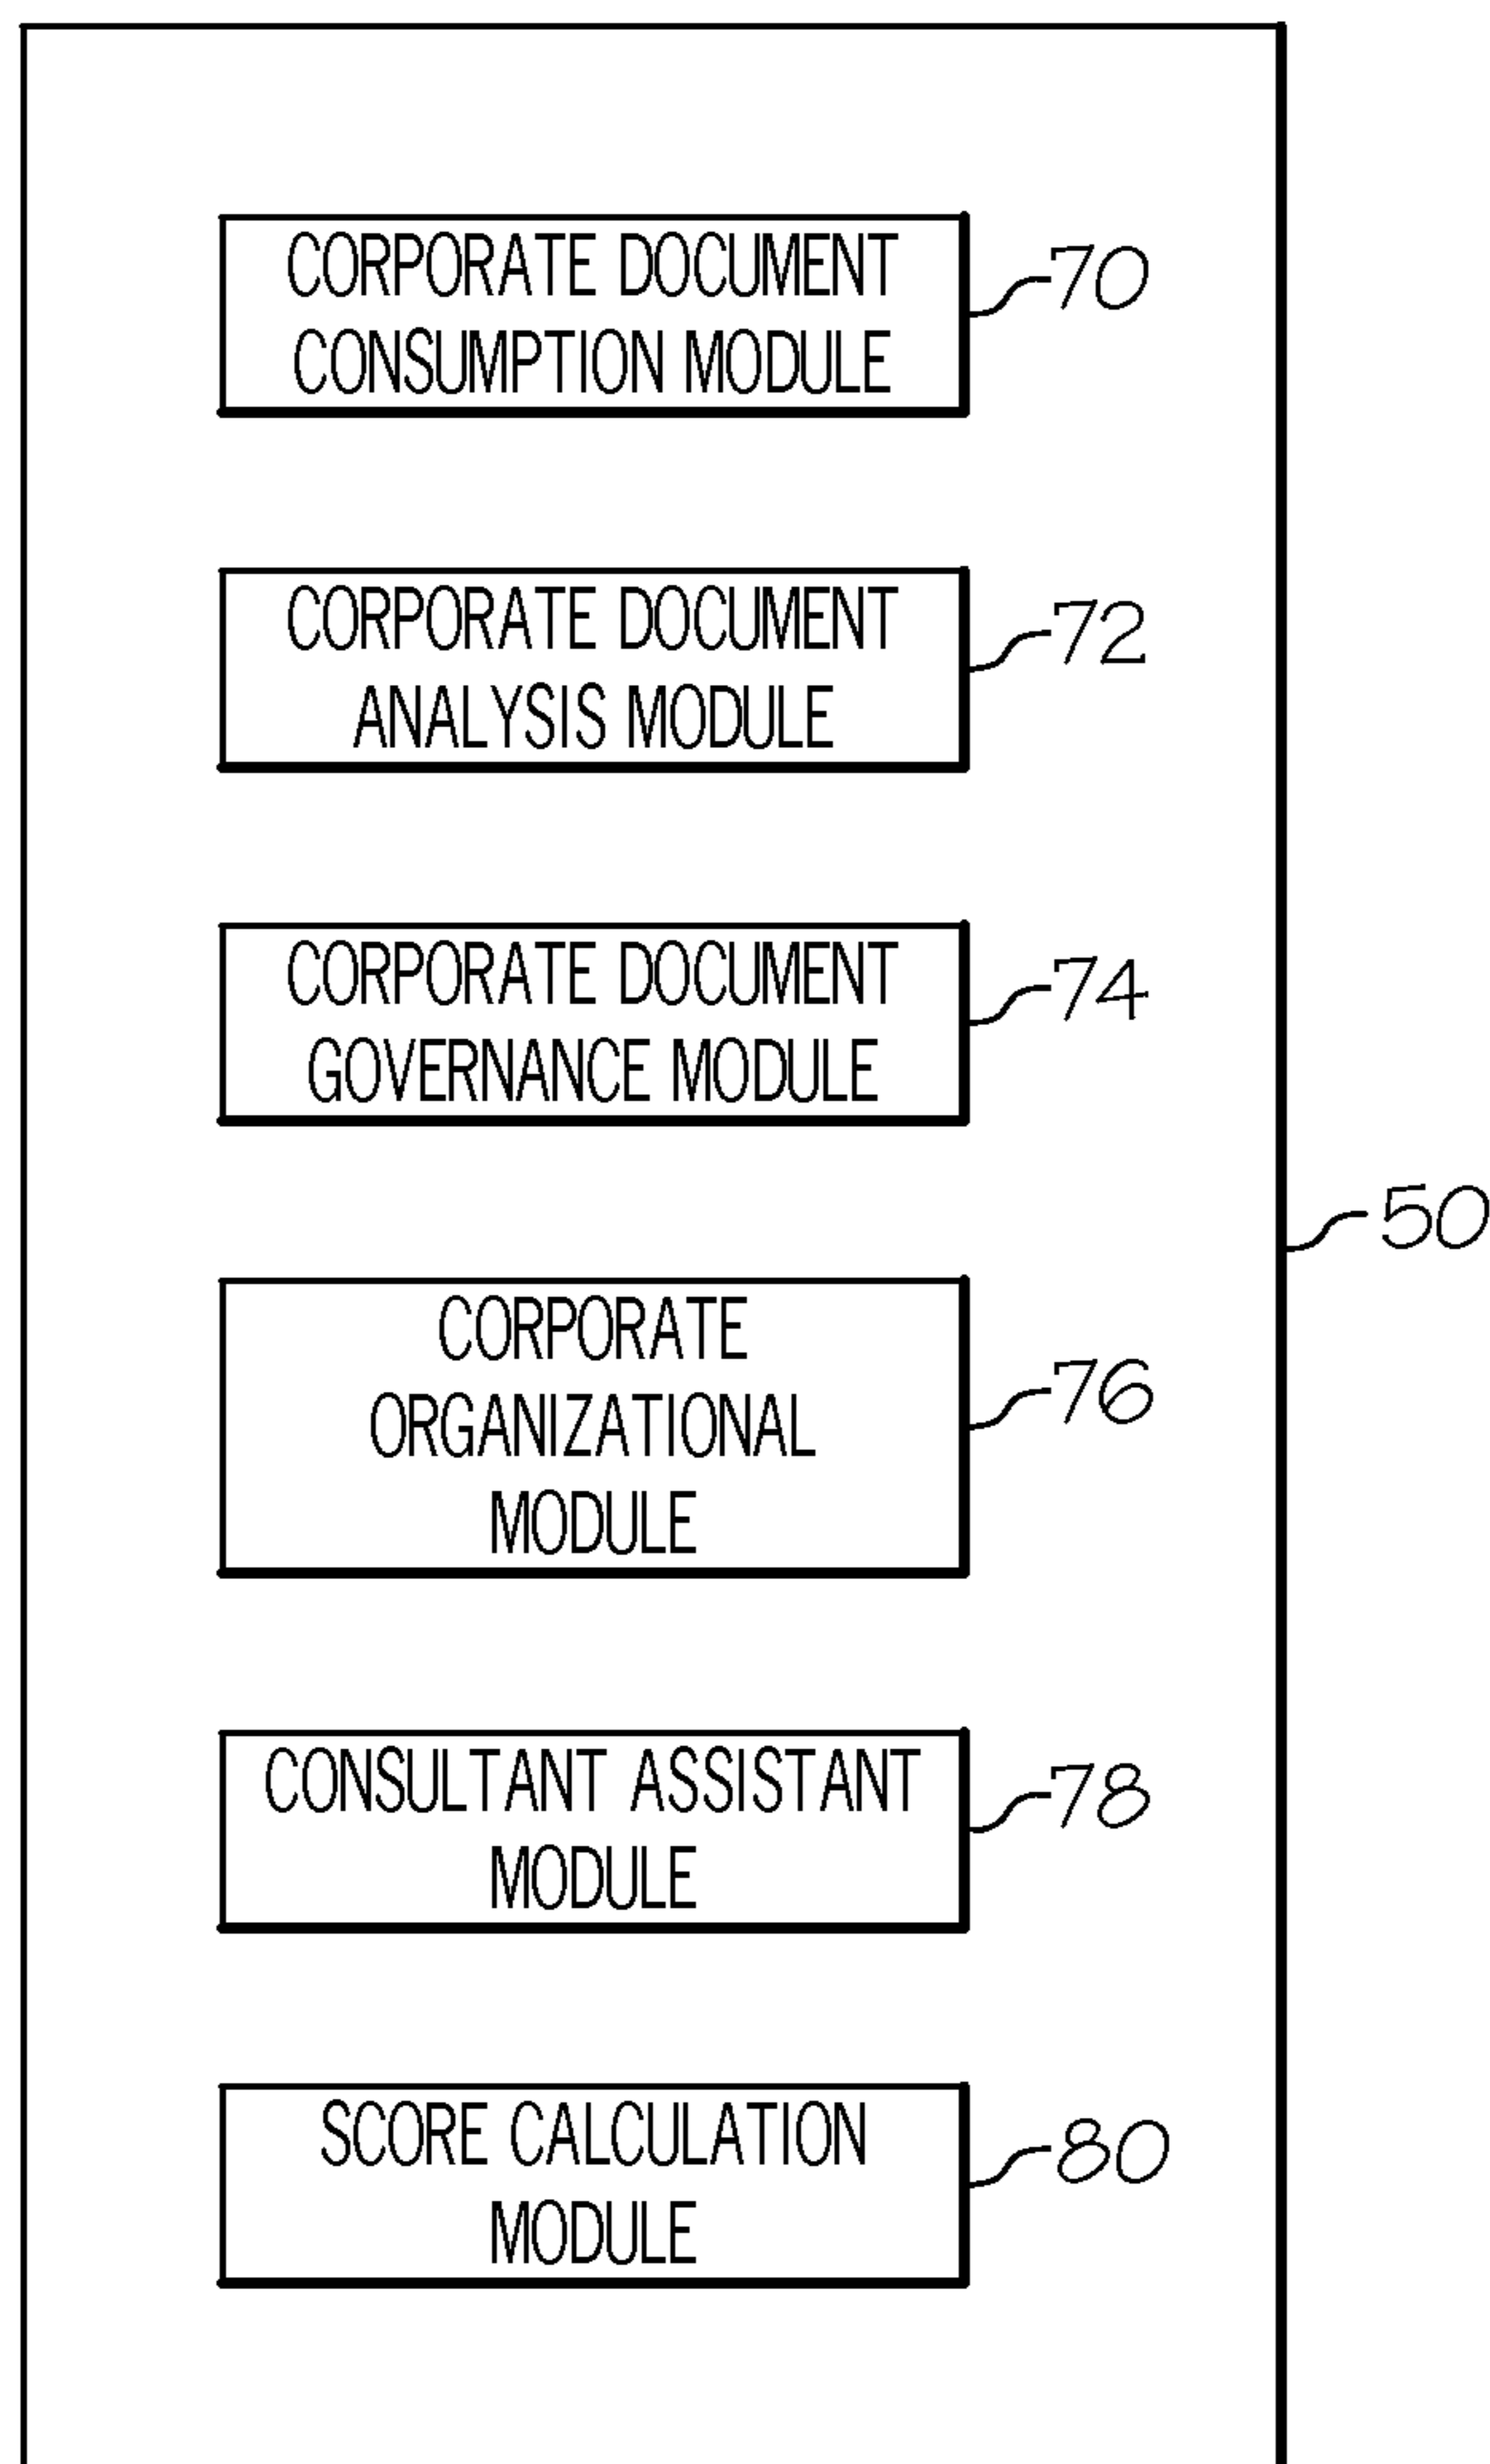 CORPORATE DOCUMENT
CONSUMPTION MODULE
70
CORPORATE DOCUMENT
ANALYSIS MODULE
72
CORPORATE DOCUMENT
GOVERNANCE MODULE
74
50
CORPORATE
ORGANIZATIONAL
MODULE
76
CONSULTANT ASSISTANT
MODULE
78
SCORE CALCULATION
MODULE
80